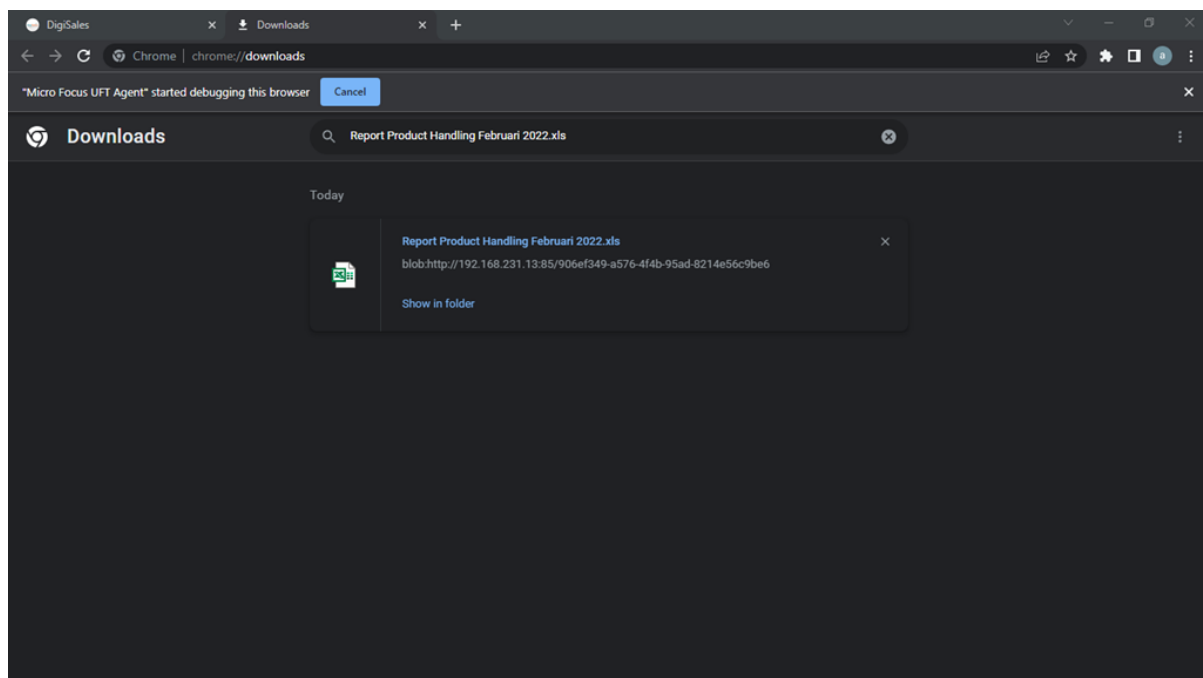 DigiSales
Downloads
Chrome | chrome://downloads
a
"Micro Focus UFT Agent" started debugging this browser
Cancel
Downloads
Report Product Handling Februari 2022.xls
Today
Report Product Handling Februari 2022.xls
blob:http://192.168.231.13:85/906ef349-a576-4f4b-95ad-8214e56c9be6
Show in folder